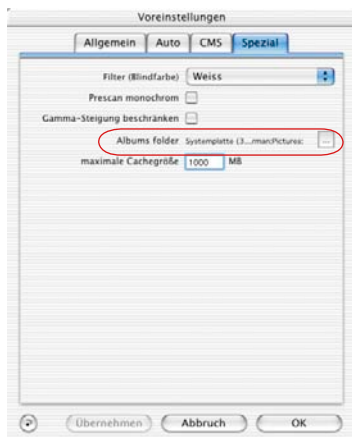 Voreinstellungen
Allgemein Auto CMS Spezial
Filter (Blindfarbe) Weiss
Prescan monochrom
Gamma-Steigung beschränken
Albums folder Systemplatte (3...man:Pictures: ...
maximale Cachegröße 1000 MB
Übernehmen Abbruch OK